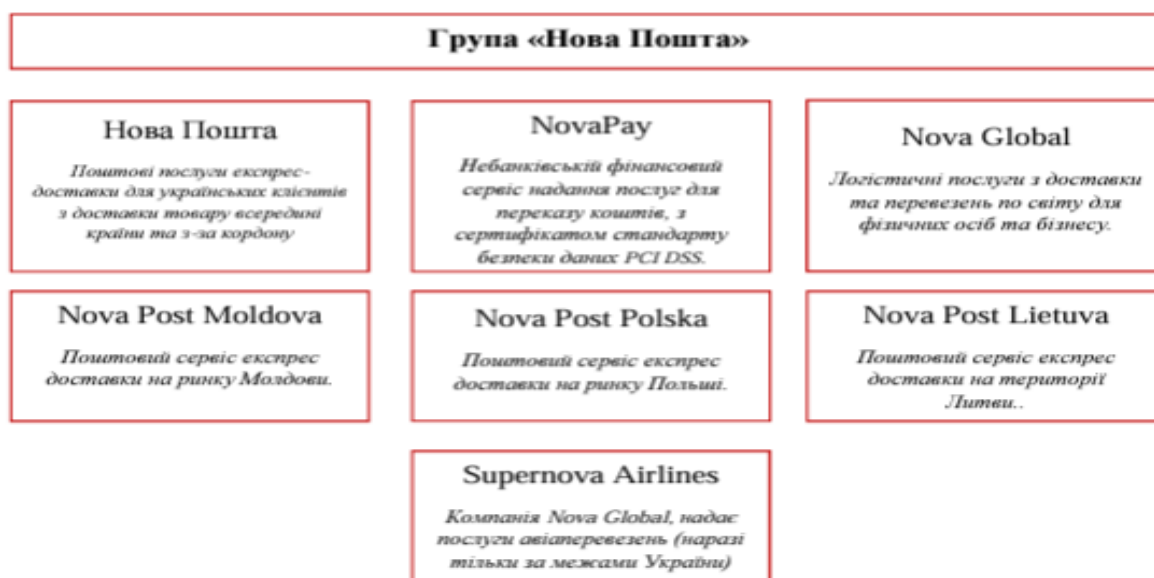 Група «Нова Пошта»
Нова Пошта
Поштові послуги експрес-
доставки для українських клієнтів
з доставки товару всередині
країни та з-за кордону
NovaPay
Небанківській фінансовий
сервіс надання послуг для
переказу коштів, з
сертифікатом стандарту
безпеки даних PCI DSS.
Nova Global
Логістичні послуги з доставки
та перевезень по світу для
фізичних осіб та бізнесу.
Nova Post Moldova
Поштовий сервіс експрес
доставки на ринку Молдови.
Nova Post Polska
Поштовий сервіс експрес
доставки на ринку Польші.
Nova Post Lietuva
Поштовий сервіс експрес
доставки на території
Литви..
Supernova Airlines
Компанія Nova Global, надає
послуги авіаперевезень (наразі
тільки за межами України)